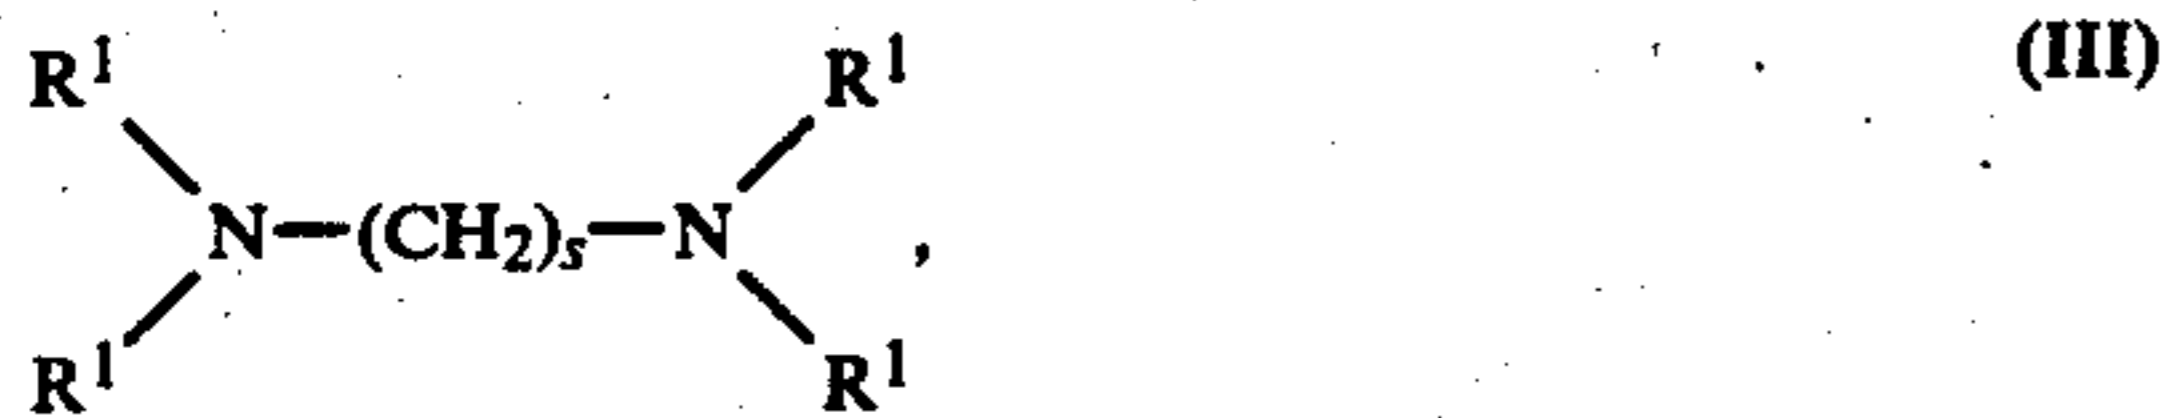 R¹ R¹ (III)
N—(CH₂)ₛ—N ,
R¹ R¹